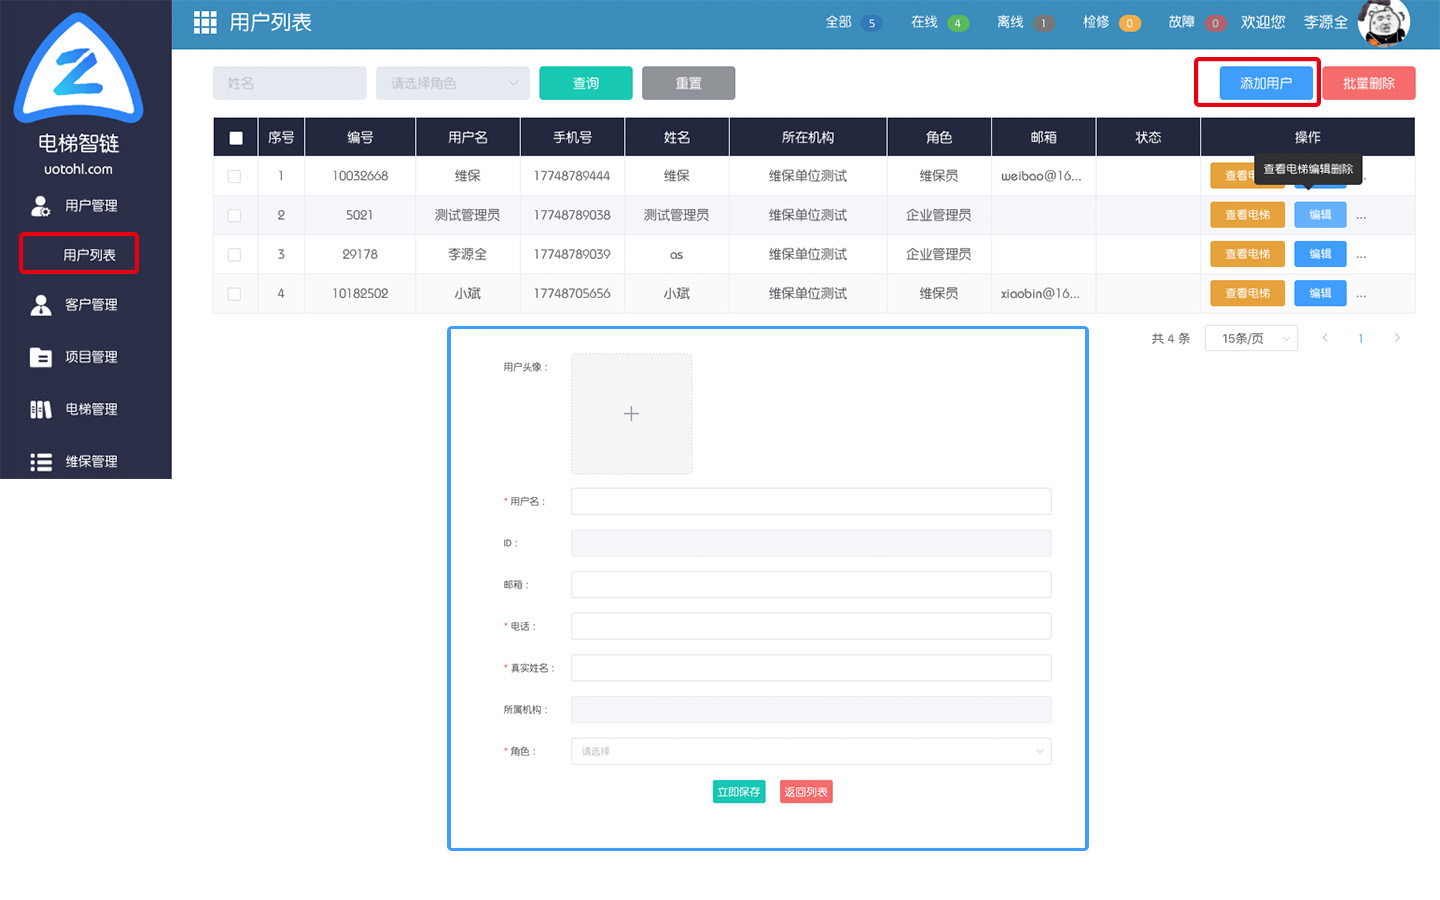 用户列表
全部 5 在线 4 离线 1 检修 0 故障 0 欢迎您 李源全
电梯智链
uotohl.com
用户管理
用户列表
客户管理
项目管理
电梯管理
维保管理
姓名 请选择角色 查询 重置 添加用户 批量删除
序号 编号 用户名 手机号 姓名 所在机构 角色 邮箱 状态 操作
查看电梯编辑删除
1 10032668 维保 17748789444 维保 维保单位测试 维保员 weibao@16...
2 5021 测试管理员 17748789038 测试管理员 维保单位测试 企业管理员 查看电梯 编辑 ...
3 29178 李源全 17748789039 as 维保单位测试 企业管理员 查看电梯 编辑 ...
4 10182502 小斌 17748705656 小斌 维保单位测试 维保员 xiaobin@16... 查看电梯 编辑 ...
共 4 条 15条/页 1
用户头像：
* 用户名：
ID：
邮箱：
* 电话：
* 真实姓名：
所属机构：
* 角色： 请选择
立即保存 返回列表